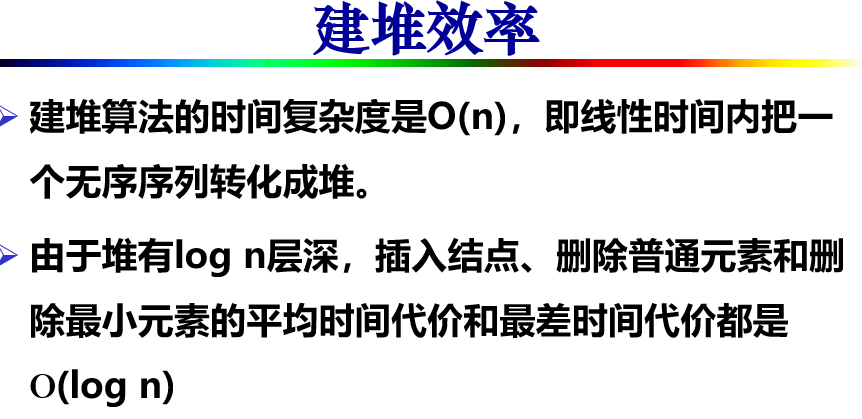 建堆效率
建堆算法的时间复杂度是O(n)，即线性时间内把一
个无序序列转化成堆。
由于堆有log n层深，插入结点、删除普通元素和删
除最小元素的平均时间代价和最差时间代价都是
O(log n)